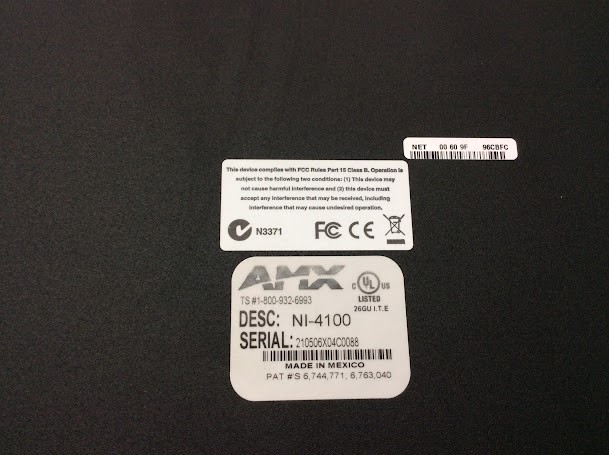 NET 00 60 9F 96CBFC
This device complies with FCC Rules Part 15 Class B. Operation is
subject to the following two conditions: (1) This device may
not cause harmful interference and (2) this device must
accept any interference that may be received, including
interference that may cause undesired operation.
N3371 FC CE
AMX
C UL US
LISTED
26GU I.T.E
TS #1-800-932-6993
DESC: NI-4100
SERIAL: 210506X04C0088
MADE IN MEXICO
PAT #'S 6,744,771, 6,763,040